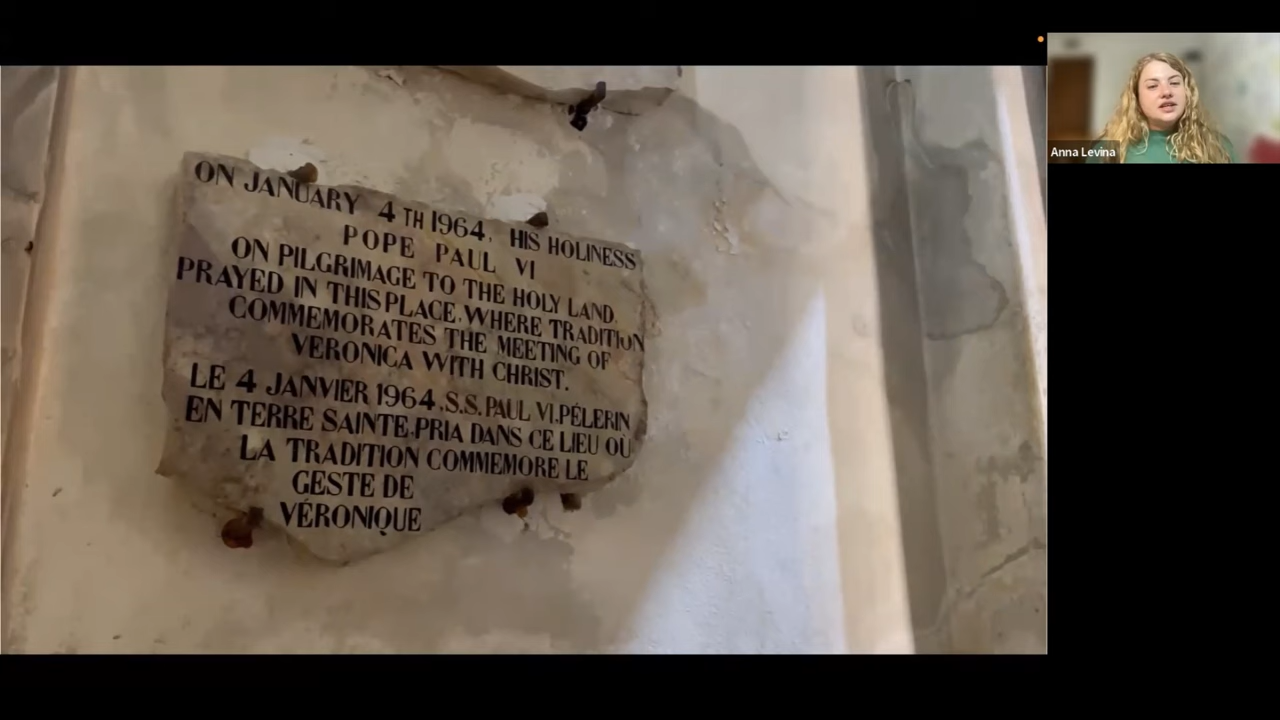 ON JANUARY 4TH 1964, HIS HOLINESS
POPE PAUL VI
ON PILGRIMAGE TO THE HOLY LAND,
PRAYED IN THIS PLACE, WHERE TRADITION
COMMEMORATES THE MEETING OF
VERONICA WITH CHRIST.
LE 4 JANVIER 1964, S.S. PAUL VI, PÉLERIN
EN TERRE SAINTE, PRIA DANS CE LIEU OÙ
LA TRADITION COMMEMORE LE
GESTE DE
VÉRONIQUE
Anna Levina